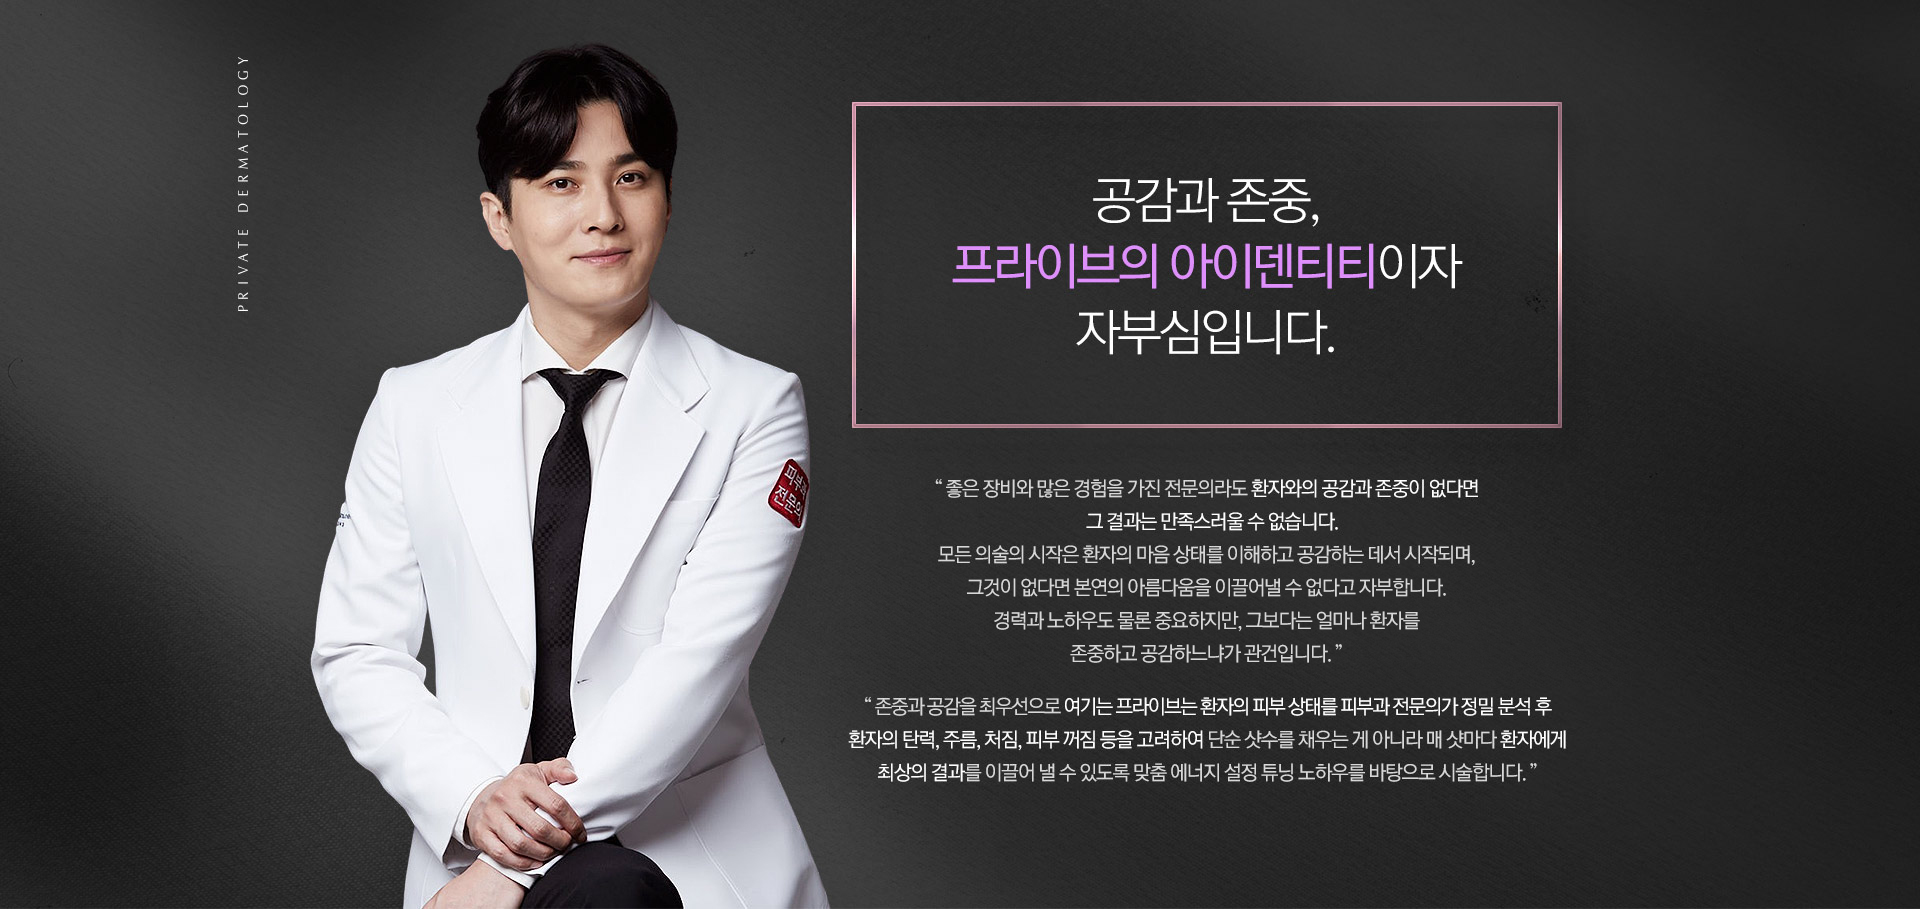 PRIVATE DERMATOLOGY
공감과 존중,
프라이브의 아이덴티티이자
자부심입니다.
“ 좋은 장비와 많은 경험을 가진 전문의라도 환자와의 공감과 존중이 없다면
그 결과는 만족스러울 수 없습니다.
모든 의술의 시작은 환자의 마음 상태를 이해하고 공감하는 데서 시작되며,
그것이 없다면 본연의 아름다움을 이끌어낼 수 없다고 자부합니다.
경력과 노하우도 물론 중요하지만, 그보다는 얼마나 환자를
존중하고 공감하느냐가 관건입니다. ”
“ 존중과 공감을 최우선으로 여기는 프라이브는 환자의 피부 상태를 피부과 전문의가 정밀 분석 후
환자의 탄력, 주름, 처짐, 피부 꺼짐 등을 고려하여 단순 샷수를 채우는 게 아니라 매 샷마다 환자에게
최상의 결과를 이끌어 낼 수 있도록 맞춤 에너지 설정 튜닝 노하우를 바탕으로 시술합니다. ”
피부과
전문의